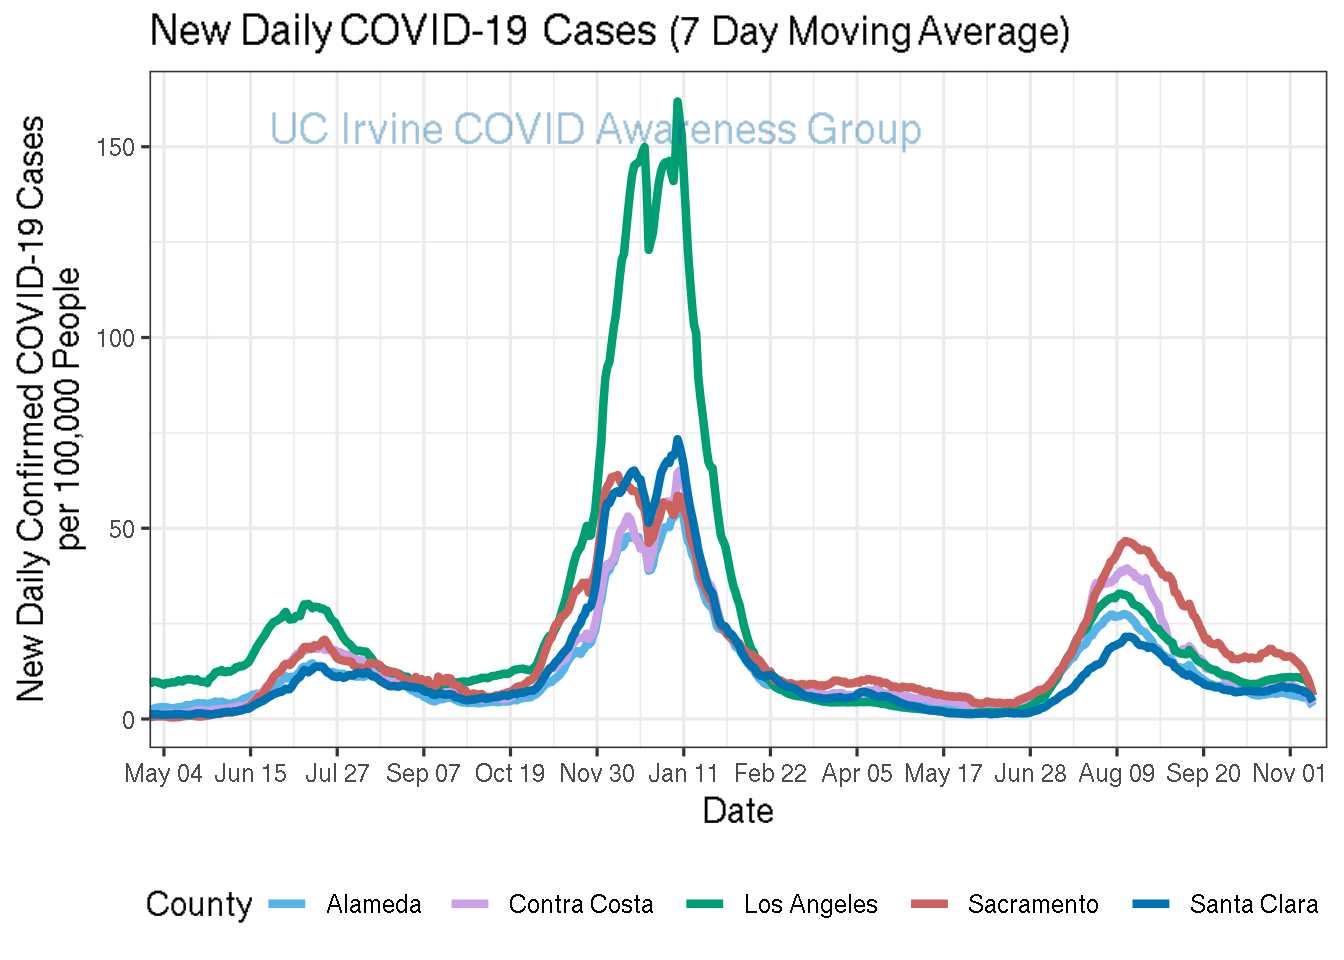 New Daily COVID-19 Cases (7 Day Moving Average)
UC Irvine COVID Awareness Group
New Daily Confirmed COVID-19 Cases
per 100,000 People
150
100
50
0
May 04 Jun 15 Jul 27 Sep 07 Oct 19 Nov 30 Jan 11 Feb 22 Apr 05 May 17 Jun 28 Aug 09 Sep 20 Nov 01
Date
County Alameda Contra Costa Los Angeles Sacramento Santa Clara